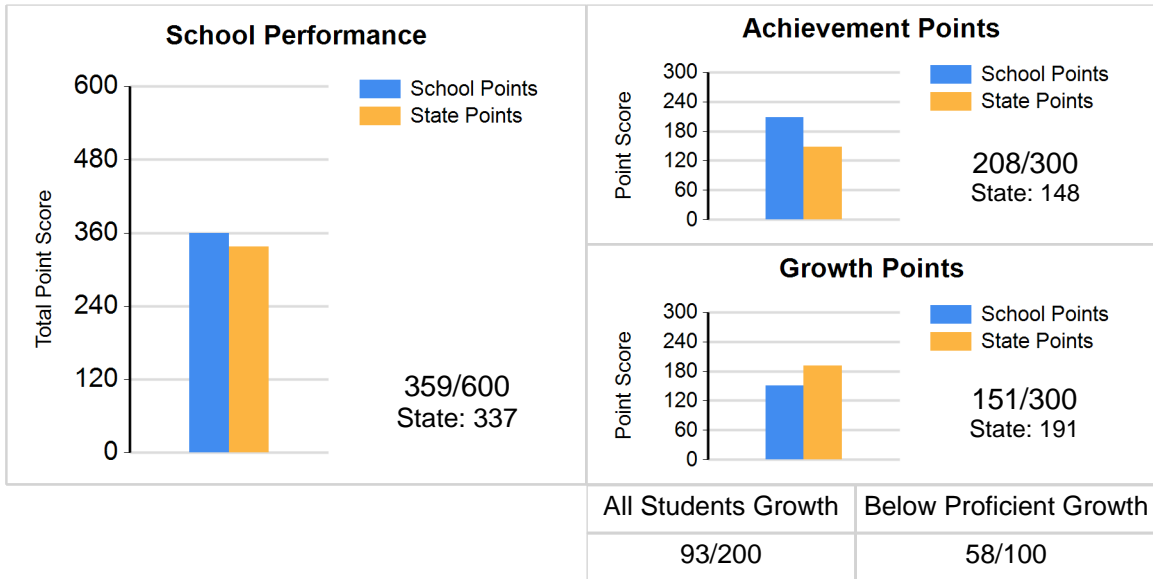 School Performance
600
480
360
240
120
0
Total Point Score
School Points
State Points
359/600
State: 337
Achievement Points
300
240
180
120
60
0
Point Score
School Points
State Points
208/300
State: 148
Growth Points
300
240
180
120
60
0
Point Score
School Points
State Points
151/300
State: 191
All Students Growth
Below Proficient Growth
93/200
58/100